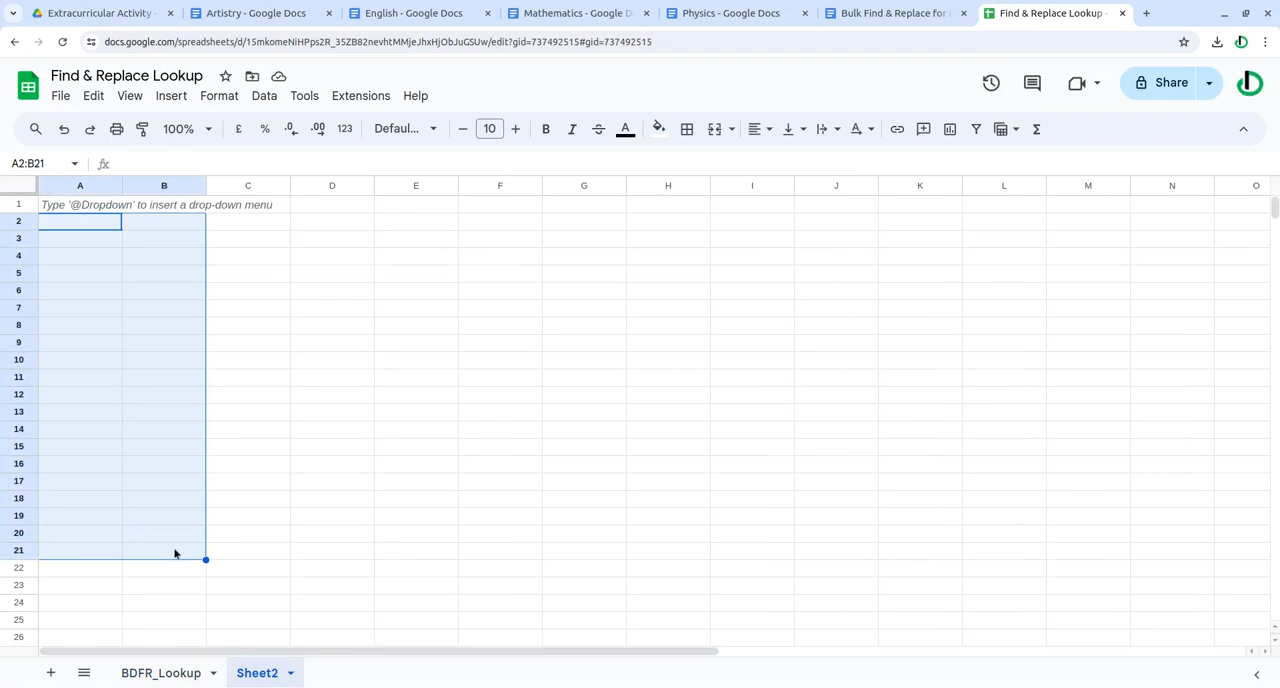 Extracurricular Activity -
Artistry - Google Docs
English - Google Docs
Mathematics - Google D
Physics - Google Docs
Bulk Find & Replace for
Find & Replace Lookup -
docs.google.com/spreadsheets/d/15mkomeNiHPps2R_35ZB82nevhtMMjeJhxHjObJuGSUw/edit?gid=737492515#gid=737492515
Find & Replace Lookup
File Edit View Insert Format Data Tools Extensions Help
Share
100% £ % .0 .00 123 Defaul... 10 B I S A
A2:B21 fx
A B C D E F G H I J K L M N O
1 Type '@Dropdown' to insert a drop-down menu
2
3
4
5
6
7
8
9
10
11
12
13
14
15
16
17
18
19
20
21
22
23
24
25
26
BDFR_Lookup Sheet2